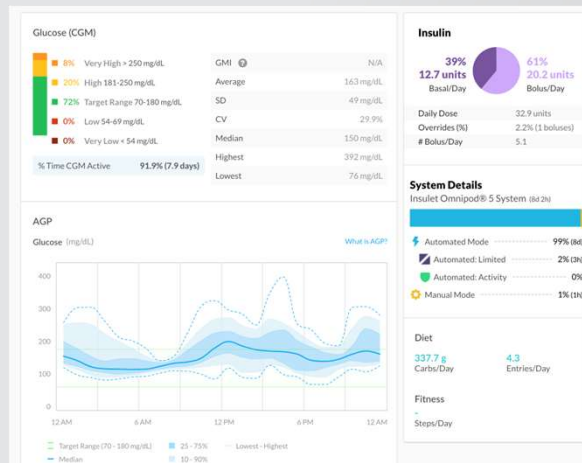 Glucose (CGM)
8% Very High > 250 mg/dL
20% High 181-250 mg/dL
72% Target Range 70-180 mg/dL
0% Low 54-69 mg/dL
0% Very Low < 54 mg/dL
% Time CGM Active 91.9% (7.9 days)
GMI ? N/A
Average 163 mg/dL
SD 49 mg/dL
CV 29.9%
Median 150 mg/dL
Highest 392 mg/dL
Lowest 76 mg/dL
AGP
Glucose (mg/dL) What is AGP?
400
300
200
100
0
12 AM 6 AM 12 PM 6 PM 12 AM
Target Range (70 - 180 mg/dL) 25 - 75% Lowest - Highest
Median 10 - 90%
Insulin
39% 61%
12.7 units 20.2 units
Basal/Day Bolus/Day
Daily Dose 32.9 units
Overrides (%) 2.2% (1 boluses)
# Bolus/Day 5.1
System Details
Insulet Omnipod® 5 System (8d 2h)
Automated Mode 99% (8d
Automated: Limited 2% (3h
Automated: Activity 0%
Manual Mode 1% (1h
Diet
337.7 g 4.3
Carbs/Day Entries/Day
Fitness
-
Steps/Day